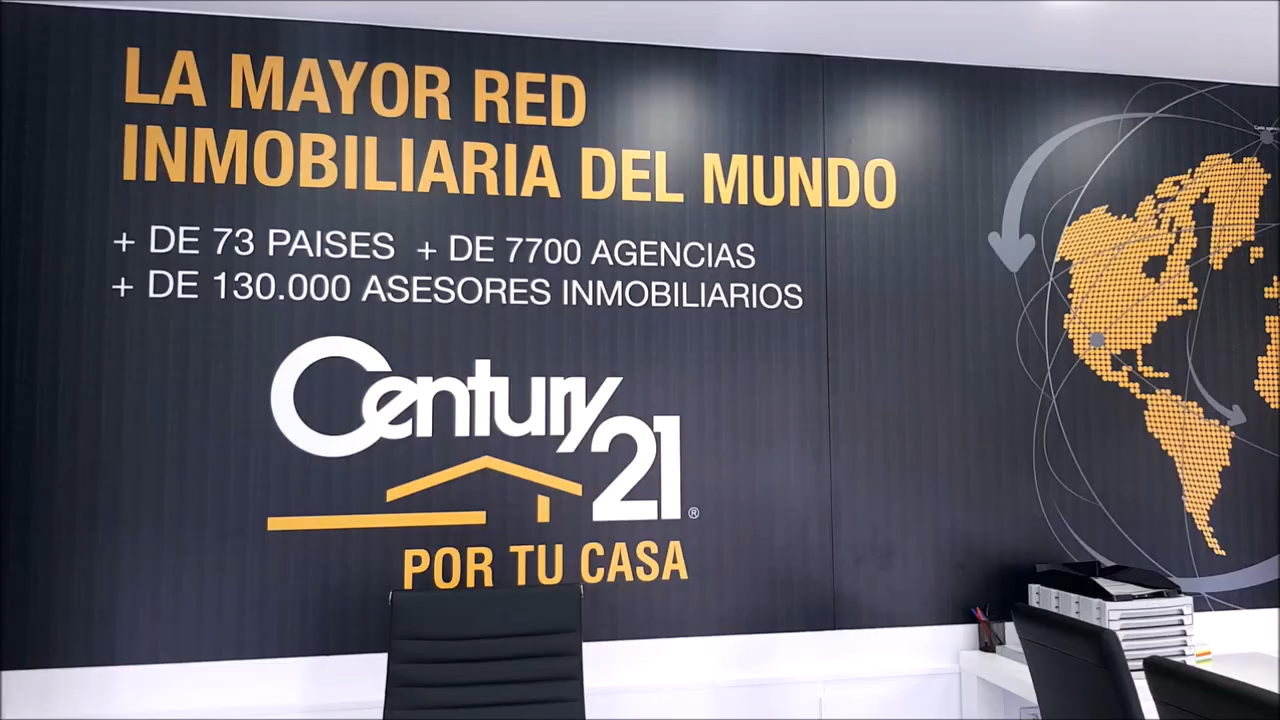 LA MAYOR RED
INMOBILIARIA DEL MUNDO
+ DE 73 PAISES + DE 7700 AGENCIAS
+ DE 130.000 ASESORES INMOBILIARIOS
Century
21®
POR TU CASA